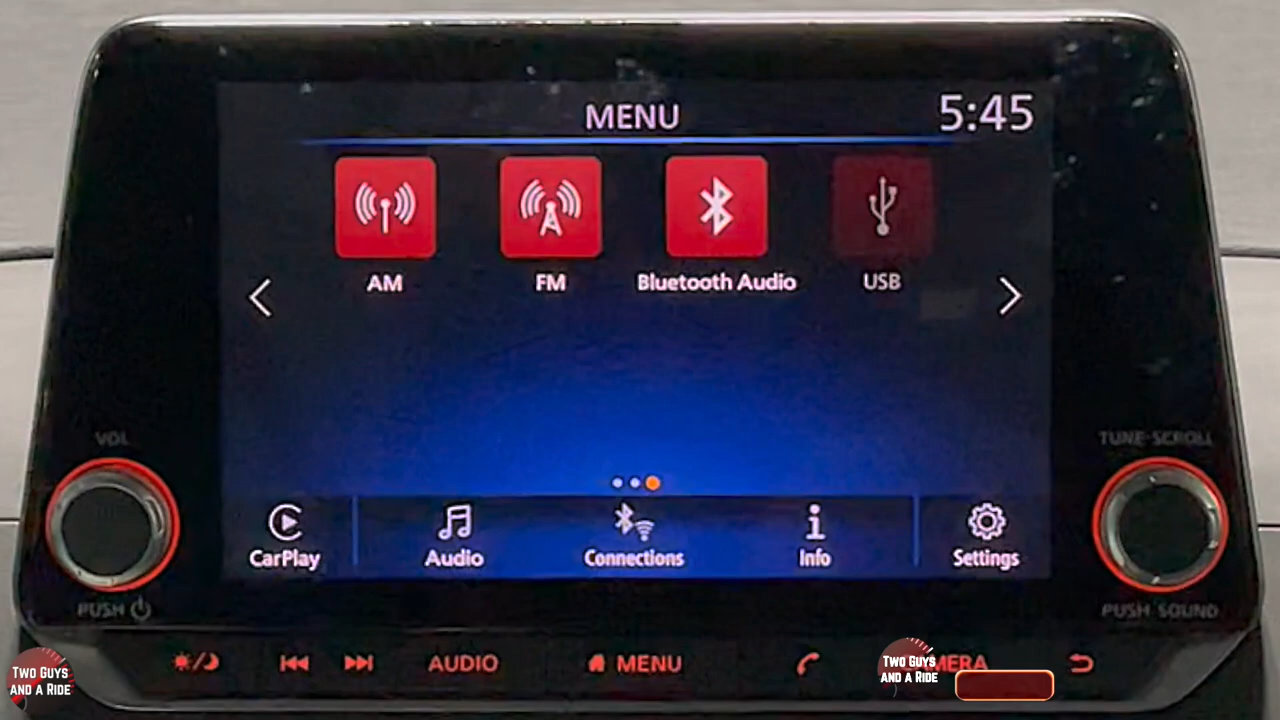 MENU
5:45
AM
FM
Bluetooth Audio
USB
VOL
TUNE·SCROLL
CarPlay
Audio
Connections
Info
Settings
PUSH
PUSH SOUND
AUDIO
MENU
TWO GUYS
AND A RIDE
TWO GUYS
AND A RIDE
MERA